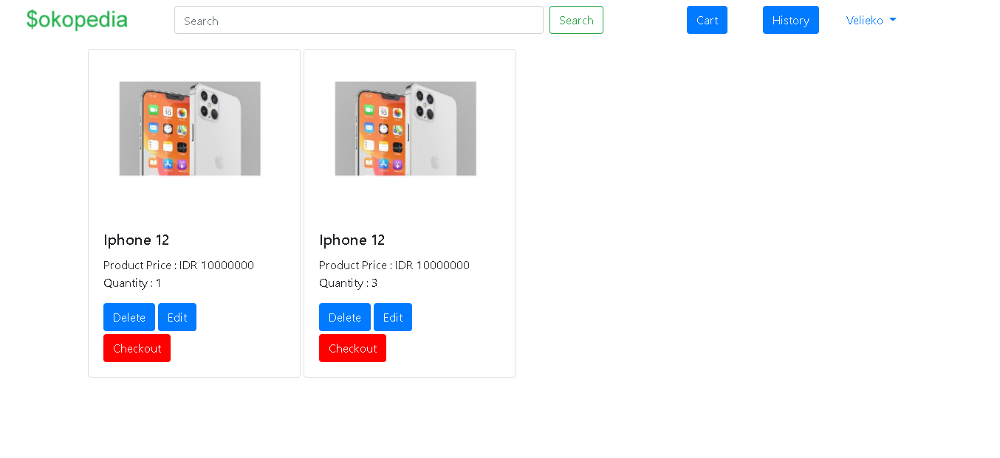 $okopedia Search Search Cart History Velieko
Iphone 12
Product Price : IDR 10000000
Quantity : 1
Delete Edit
Checkout
Iphone 12
Product Price : IDR 10000000
Quantity : 3
Delete Edit
Checkout